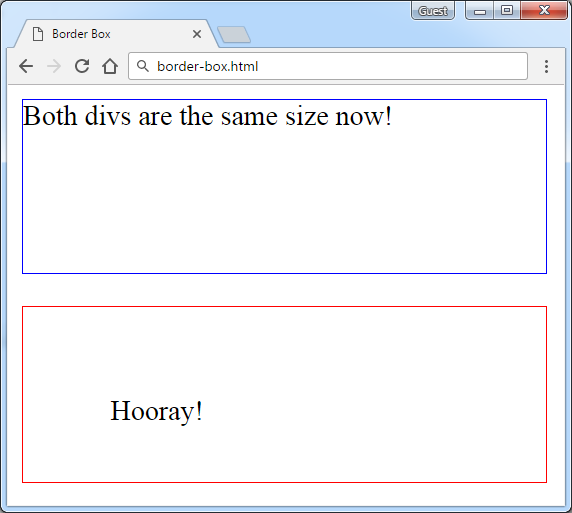 Guest
Border Box
border-box.html
Both divs are the same size now!
Hooray!